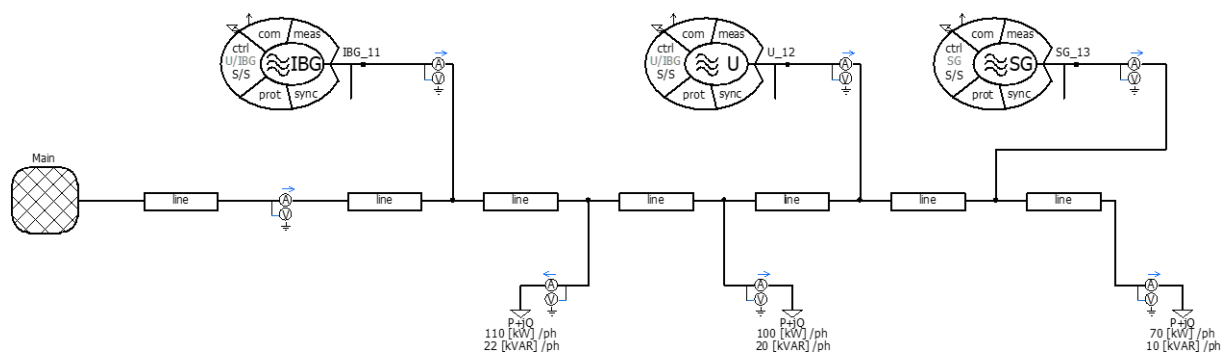 com meas
ctrl
U/IBG
S/S
IBG
prot sync
IBG_11
A
V
com meas
ctrl
U/IBG
S/S
U
prot sync
U_12
A
V
com meas
ctrl
SG
S/S
SG
prot sync
SG_13
A
V
Main
line
A
V
line
line
line
line
line
line
A
V
P+jQ
110 [kW] /ph
22 [kVAR] /ph
A
V
P+jQ
100 [kW] /ph
20 [kVAR] /ph
A
V
P+jQ
70 [kW] /ph
10 [kVAR] /ph